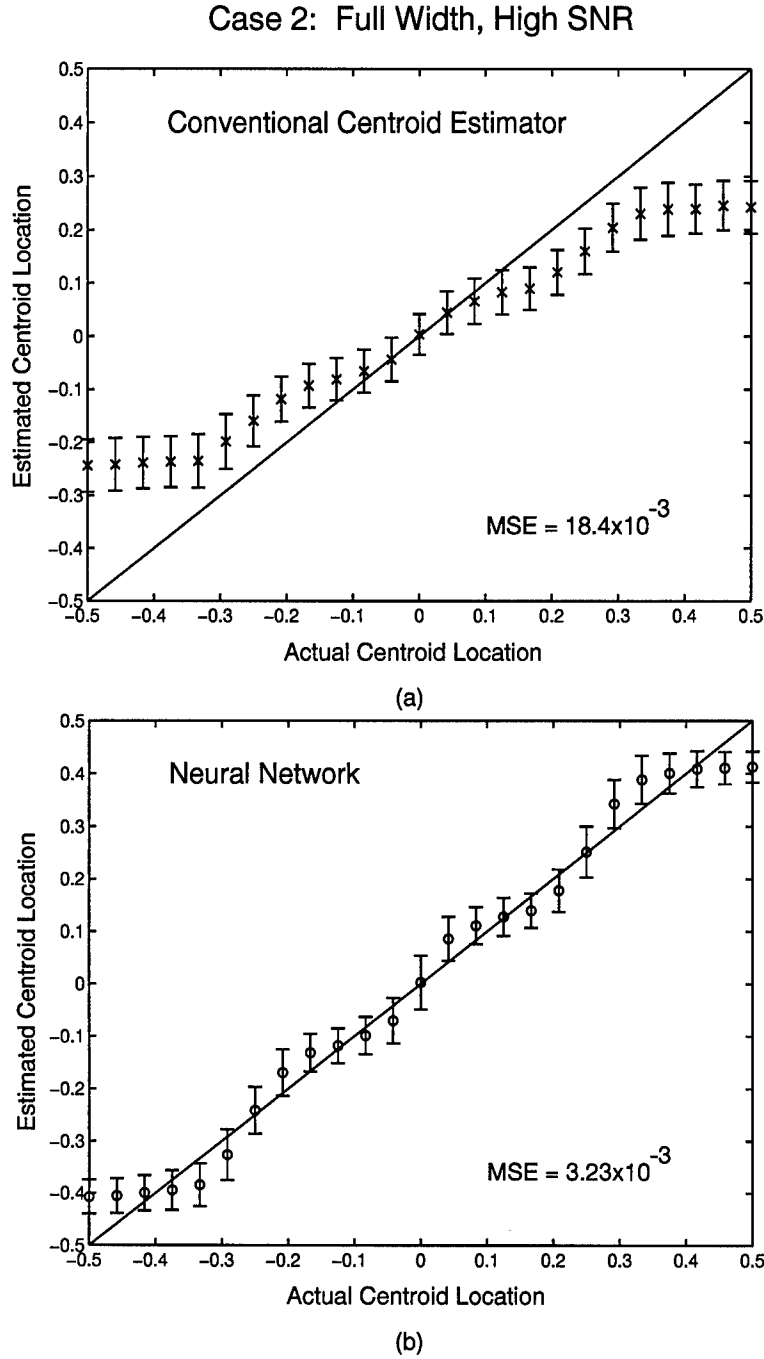 Case 2: Full Width, High SNR
0.5
Conventional Centroid Estimator
0.4
0.3
0.2
0.1
0
−0.1
−0.2
−0.3
−0.4
−0.5
Estimated Centroid Location
MSE = 18.4x10^-3
−0.5 −0.4 −0.3 −0.2 −0.1 0 0.1 0.2 0.3 0.4 0.5
Actual Centroid Location
(a)
0.5
Neural Network
0.4
0.3
0.2
0.1
0
−0.1
−0.2
−0.3
−0.4
−0.5
Estimated Centroid Location
MSE = 3.23x10^-3
−0.5 −0.4 −0.3 −0.2 −0.1 0 0.1 0.2 0.3 0.4 0.5
Actual Centroid Location
(b)